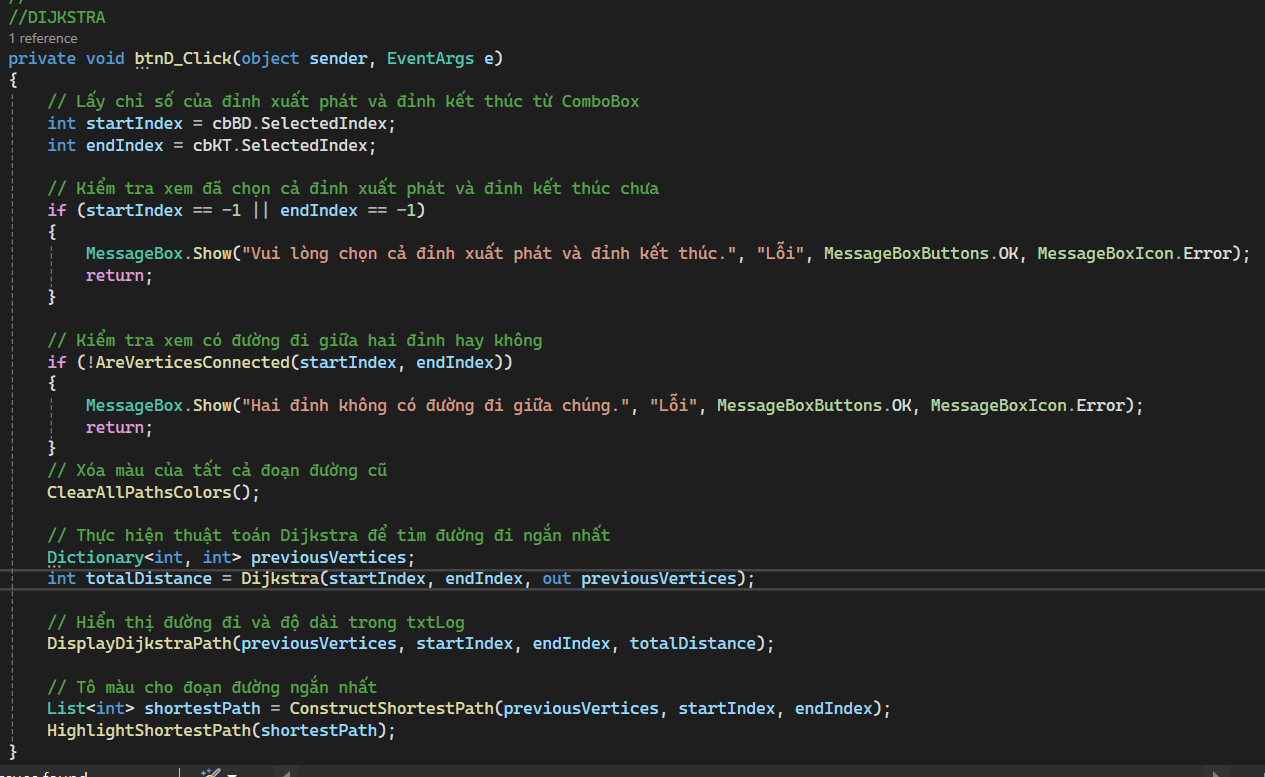 //DIJKSTRA
1 reference
private void btnD_Click(object sender, EventArgs e)
{
// Lấy chỉ số của đỉnh xuất phát và đỉnh kết thúc từ ComboBox
int startIndex = cbBD.SelectedIndex;
int endIndex = cbKT.SelectedIndex;
// Kiểm tra xem đã chọn cả đỉnh xuất phát và đỉnh kết thúc chưa
if (startIndex == -1 || endIndex == -1)
{
MessageBox.Show("Vui lòng chọn cả đỉnh xuất phát và đỉnh kết thúc.", "Lỗi", MessageBoxButtons.OK, MessageBoxIcon.Error);
return;
}
// Kiểm tra xem có đường đi giữa hai đỉnh hay không
if (!AreVerticesConnected(startIndex, endIndex))
{
MessageBox.Show("Hai đỉnh không có đường đi giữa chúng.", "Lỗi", MessageBoxButtons.OK, MessageBoxIcon.Error);
return;
}
// Xóa màu của tất cả đoạn đường cũ
ClearAllPathsColors();
// Thực hiện thuật toán Dijkstra để tìm đường đi ngắn nhất
Dictionary<int, int> previousVertices;
int totalDistance = Dijkstra(startIndex, endIndex, out previousVertices);
// Hiển thị đường đi và độ dài trong txtLog
DisplayDijkstraPath(previousVertices, startIndex, endIndex, totalDistance);
// Tô màu cho đoạn đường ngắn nhất
List<int> shortestPath = ConstructShortestPath(previousVertices, startIndex, endIndex);
HighlightShortestPath(shortestPath);
}